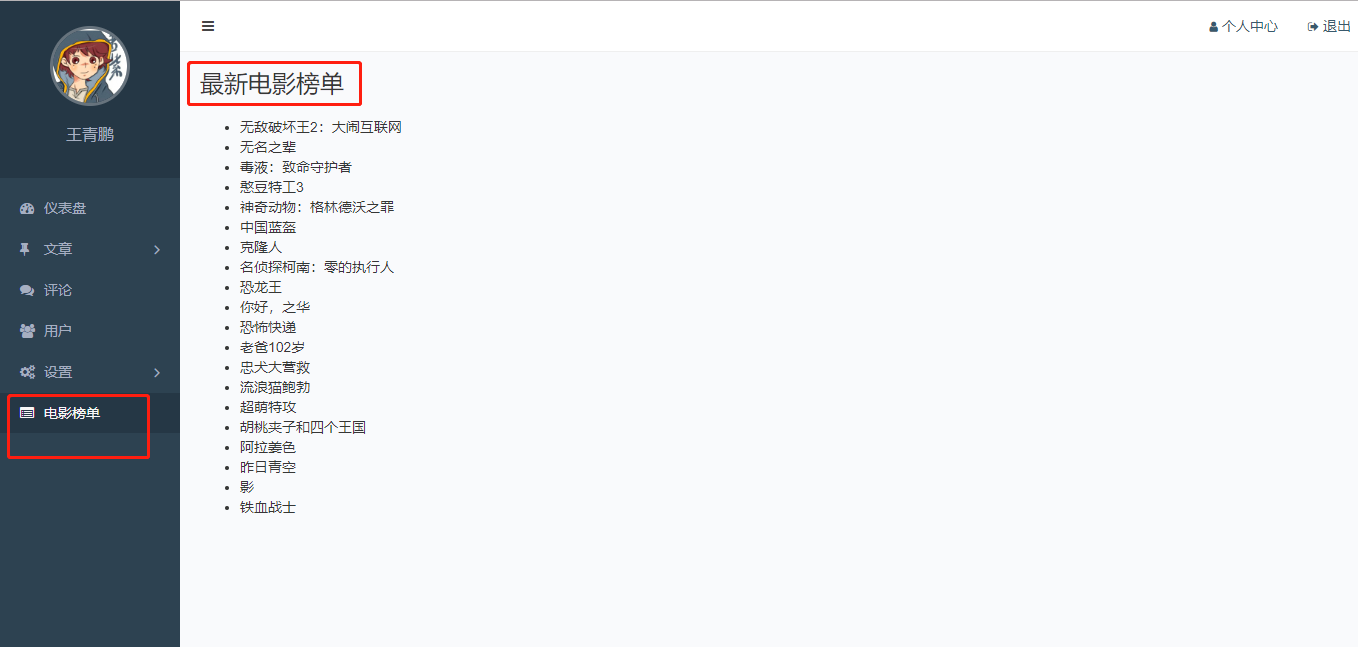 王青鹏
仪表盘
文章
评论
用户
设置
电影榜单
个人中心
退出
最新电影榜单
无敌破坏王2：大闹互联网
无名之辈
毒液：致命守护者
憨豆特工3
神奇动物：格林德沃之罪
中国蓝盔
克隆人
名侦探柯南：零的执行人
恐龙王
你好，之华
恐怖快递
老爸102岁
忠犬大营救
流浪猫鲍勃
超萌特攻
胡桃夹子和四个王国
阿拉姜色
昨日青空
影
铁血战士